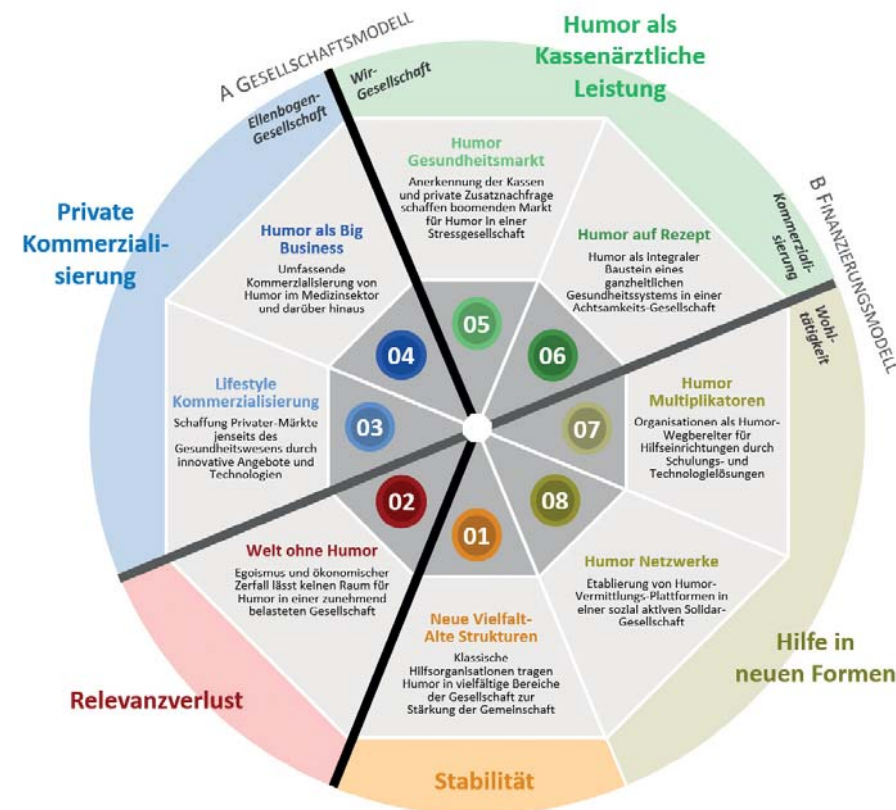 Humor als
Kassenärztliche
Leistung
A GESELLSCHAFTSMODELL
Wir-
Gesellschaft
Ellenbogen-
Gesellschaft
Private
Kommerziali-
sierung
B FINANZIERUNGSMODELL
Kommerziali-
sierung
Wohl-
tätigkeit
Humor
Gesundheitsmarkt
Anerkennung der Kassen
und private Zusatznachfrage
schaffen boomenden Markt
für Humor in einer
Stressgesellschaft
Humor als Big
Business
Umfassende
Kommerzialisierung von
Humor im Medizinsektor
und darüber hinaus
Humor auf Rezept
Humor als Integraler
Baustein eines
ganzheitlichen
Gesundheitssystems in einer
Achtsamkeits-Gesellschaft
05
04
06
Lifestyle
Kommerzialisierung
Schaffung Privater-Märkte
jenseits des
Gesundheitswesens durch
innovative Angebote und
Technologien
03
07
Humor
Multiplikatoren
Organisationen als Humor-
Wegbereiter für
Hilfseinrichtungen durch
Schulungs- und
Technologielösungen
02
01
08
Welt ohne Humor
Egoismus und ökonomischer
Zerfall lässt keinen Raum für
Humor in einer zunehmend
belasteten Gesellschaft
Humor Netzwerke
Etablierung von Humor-
Vermittlungs-Plattformen in
einer sozial aktiven Solidar-
Gesellschaft
Neue Vielfalt-
Alte Strukturen
Klassische
Hilfsorganisationen tragen
Humor in vielfältige Bereiche
der Gesellschaft zur
Stärkung der Gemeinschaft
Hilfe in
neuen Formen
Relevanzverlust
Stabilität